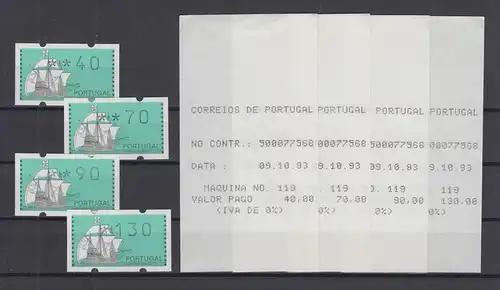 **40
PORTUGAL
**70
PORTUGAL
**90
PORTUGAL
*130
PORTUGAL
CORREIOS DE PORTUGAL PORTUGAL PORTUGAL PORTUGAL
NO CONTR.: 500077568 00077568 00077568 00077568
DATA : 09.10.93 9.10.93 09.10.93 9.10.93
MAQUINA NO. 119 . 119 O. 119 119
VALOR PAGO 40.00 70.00 90.00 130.00
(IVA DE 0%) 0%) 0%) 0%)